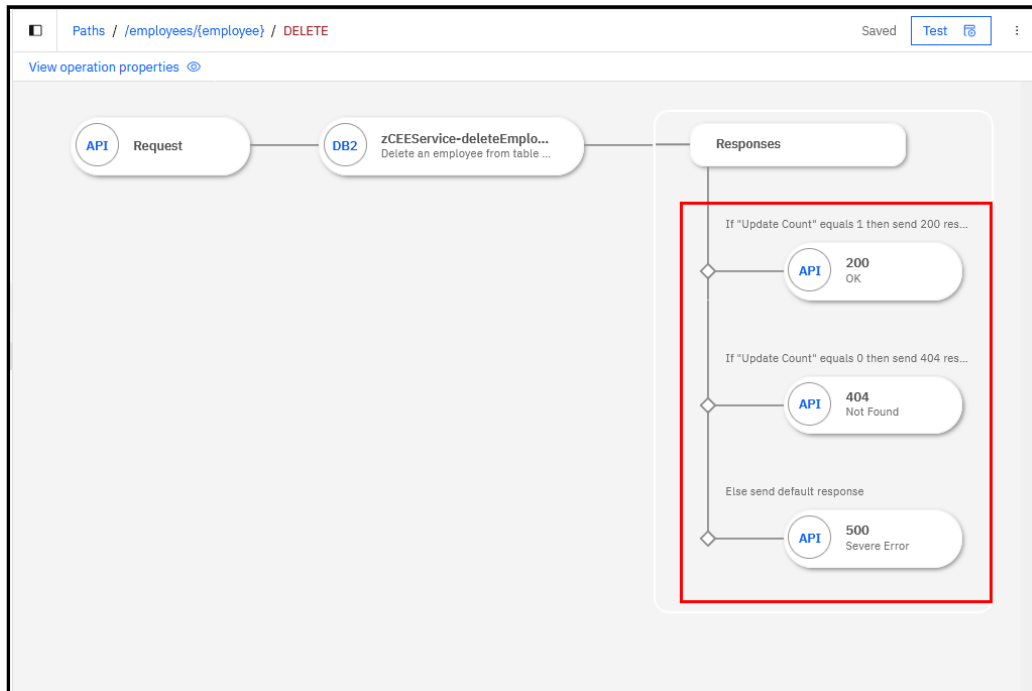 Paths / /employees/{employee} / DELETE
Saved
Test
View operation properties
API
Request
DB2
zCEEService-deleteEmplo...
Delete an employee from table ...
Responses
If "Update Count" equals 1 then send 200 res...
API
200
OK
If "Update Count" equals 0 then send 404 res...
API
404
Not Found
Else send default response
API
500
Severe Error